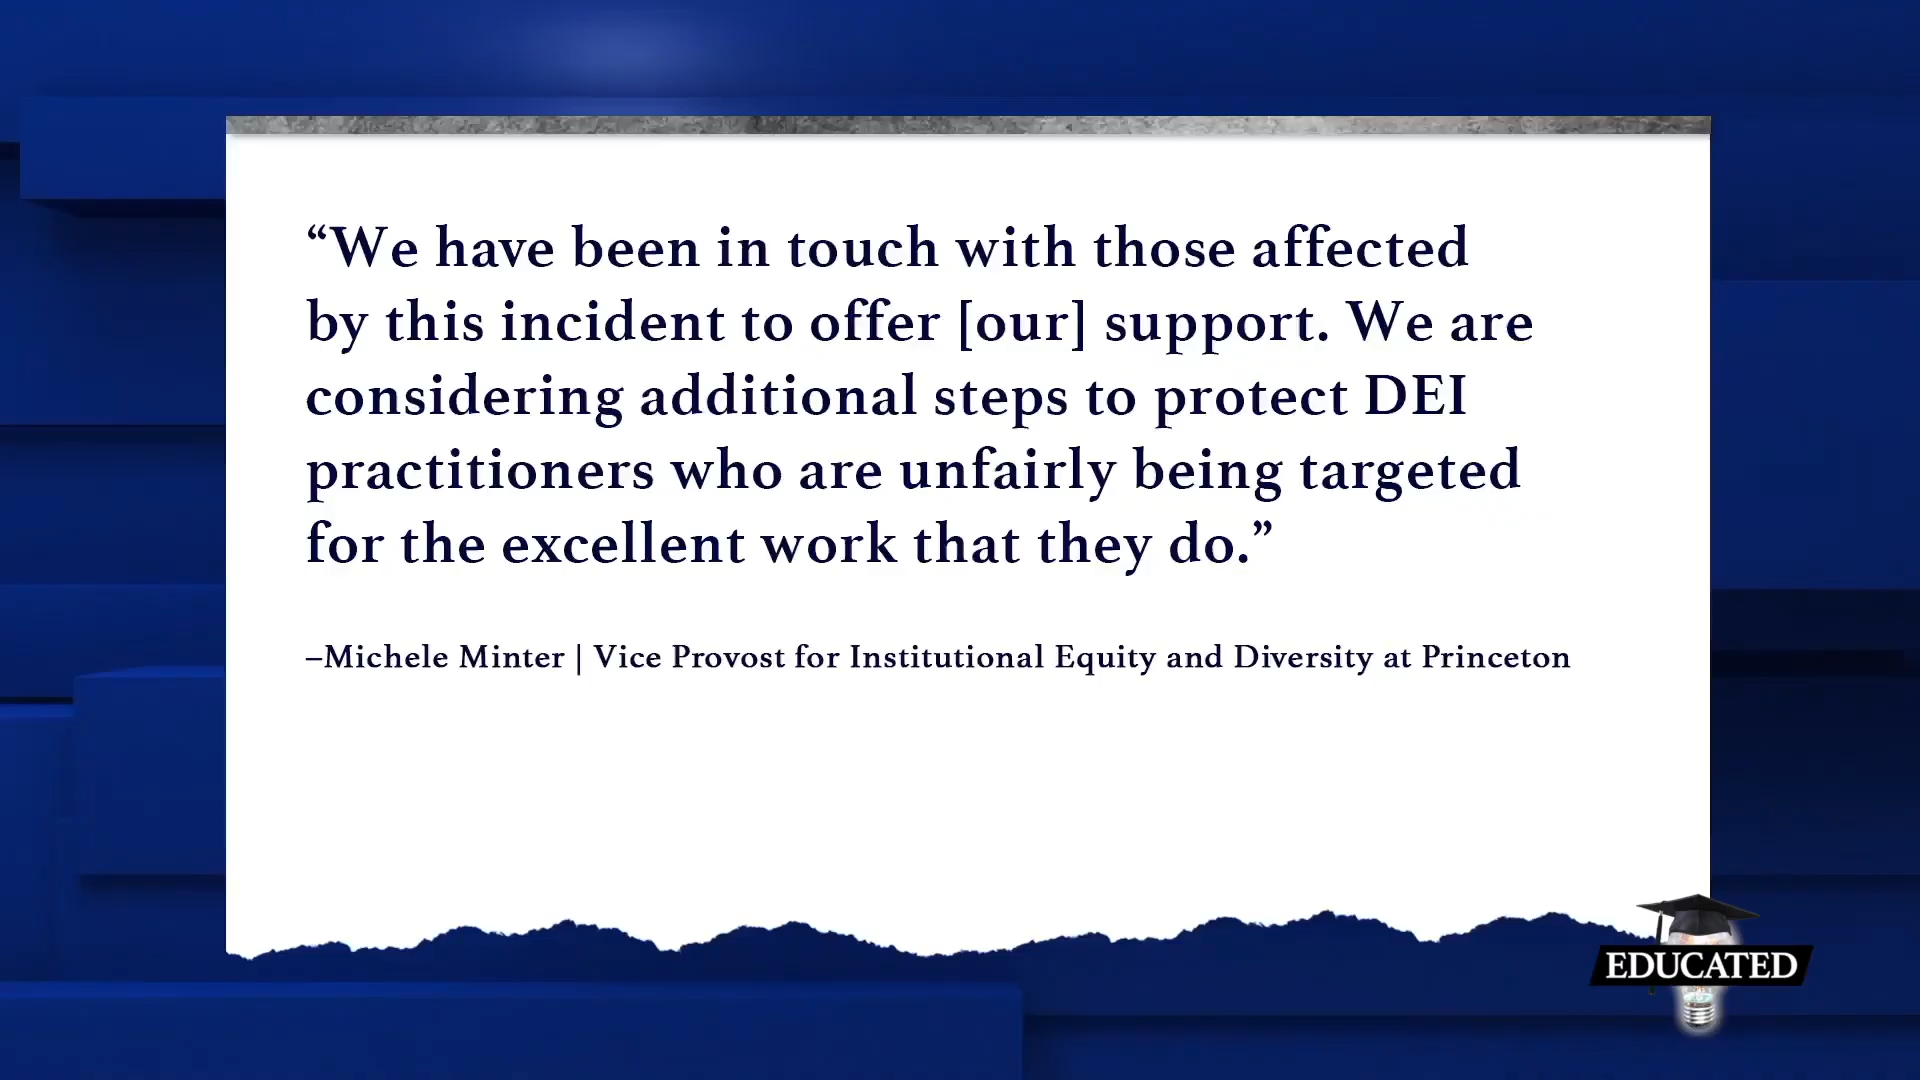 “We have been in touch with those affected
by this incident to offer [our] support. We are
considering additional steps to protect DEI
practitioners who are unfairly being targeted
for the excellent work that they do.”
–Michele Minter | Vice Provost for Institutional Equity and Diversity at Princeton
EDUCATED